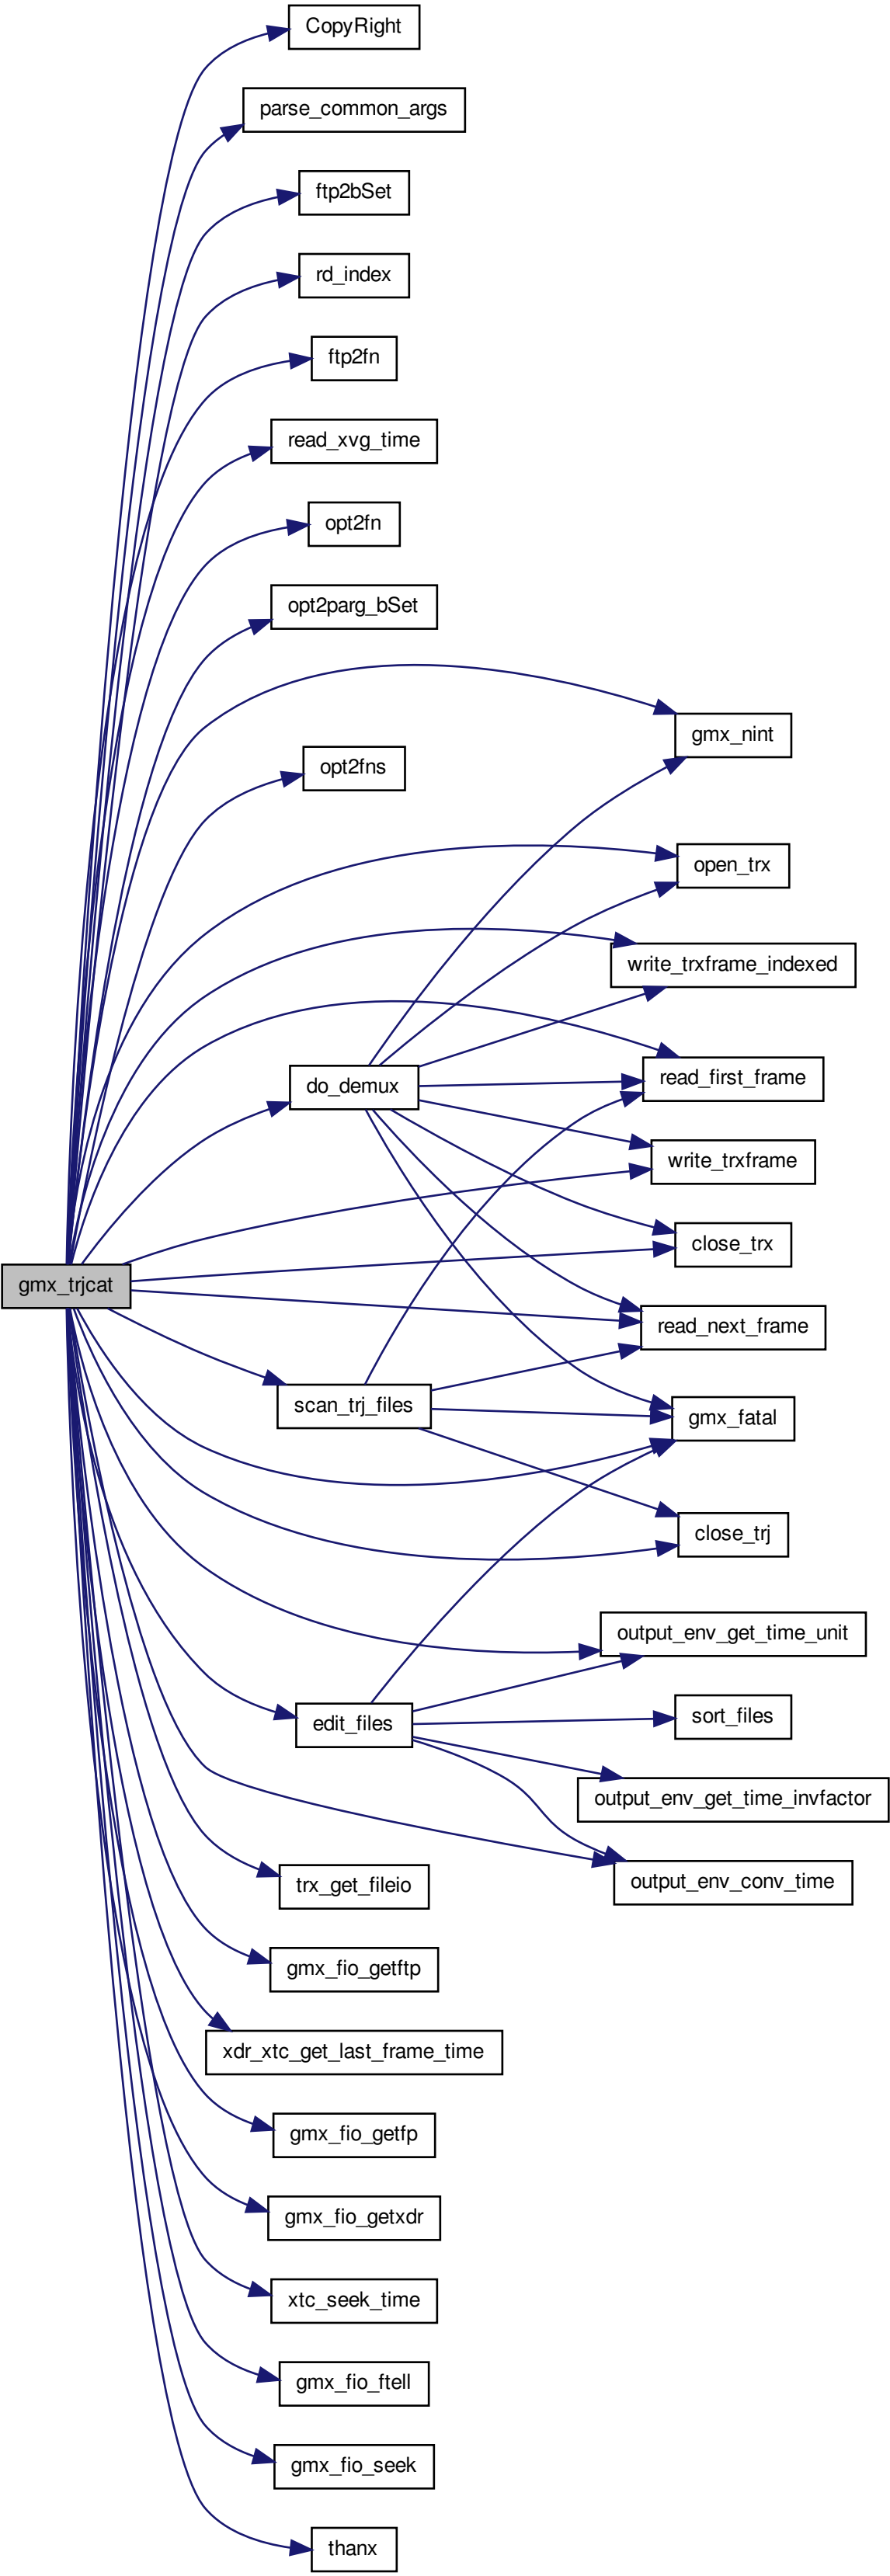 CopyRight
parse_common_args
ftp2bSet
rd_index
ftp2fn
read_xvg_time
opt2fn
opt2parg_bSet
gmx_nint
opt2fns
open_trx
write_trxframe_indexed
read_first_frame
do_demux
write_trxframe
close_trx
gmx_trjcat
read_next_frame
scan_trj_files
gmx_fatal
close_trj
output_env_get_time_unit
sort_files
edit_files
output_env_get_time_invfactor
output_env_conv_time
trx_get_fileio
gmx_fio_getftp
xdr_xtc_get_last_frame_time
gmx_fio_getfp
gmx_fio_getxdr
xtc_seek_time
gmx_fio_ftell
gmx_fio_seek
thanx